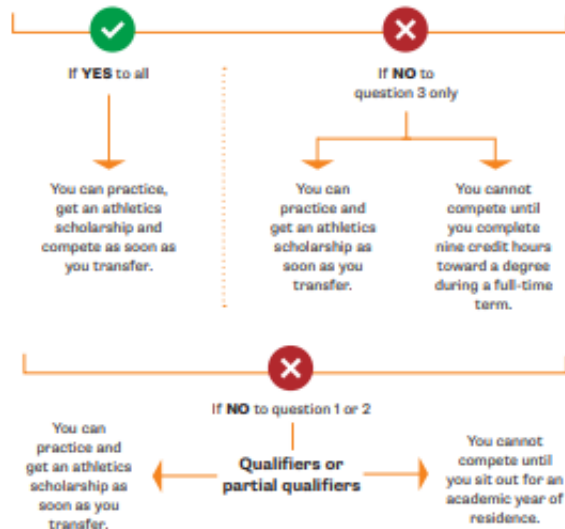 If YES to all
You can practice,
get an athletics
scholarship and
compete as soon as
you transfer.
If NO to
question 3 only
You can
practice and
get an athletics
scholarship as
soon as you
transfer.
You cannot
compete until
you complete
nine credit hours
toward a degree
during a full-time
term.
If NO to question 1 or 2
Qualifiers or
partial qualifiers
You can
practice and
get an athletics
scholarship as
soon as you
transfer.
You cannot
compete until
you sit out for an
academic year of
residence.